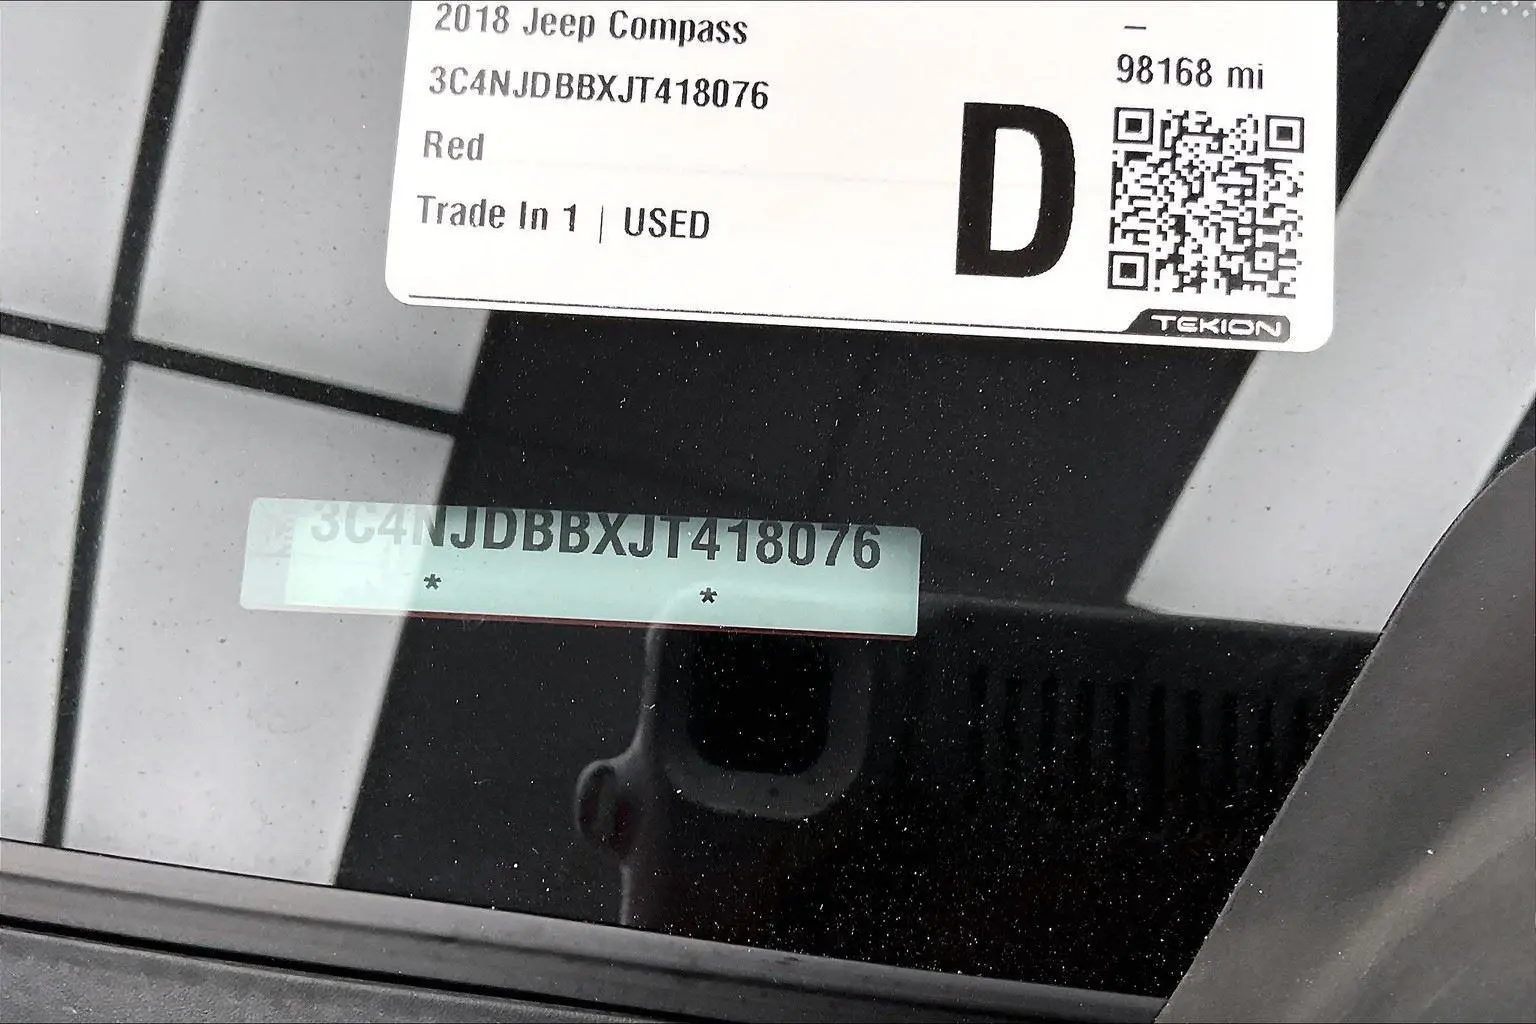 2018 Jeep Compass
–
98168 mi
3C4NJDBBXJT418076
Red
D
Trade In 1 | USED
TEKION
3C4NJDBBXJT418076
* *